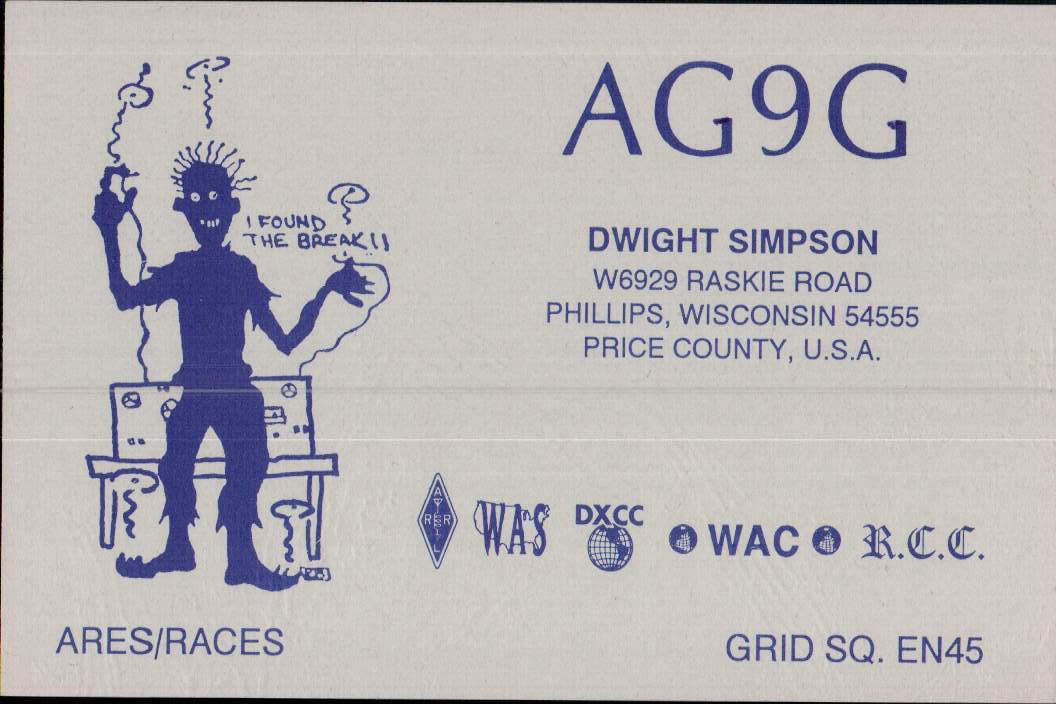 AG9G
I FOUND
THE BREAK!!
DWIGHT SIMPSON
W6929 RASKIE ROAD
PHILLIPS, WISCONSIN 54555
PRICE COUNTY, U.S.A.
ARRL
WAS
DXCC
WAC
R.C.C.
ARES/RACES
GRID SQ. EN45